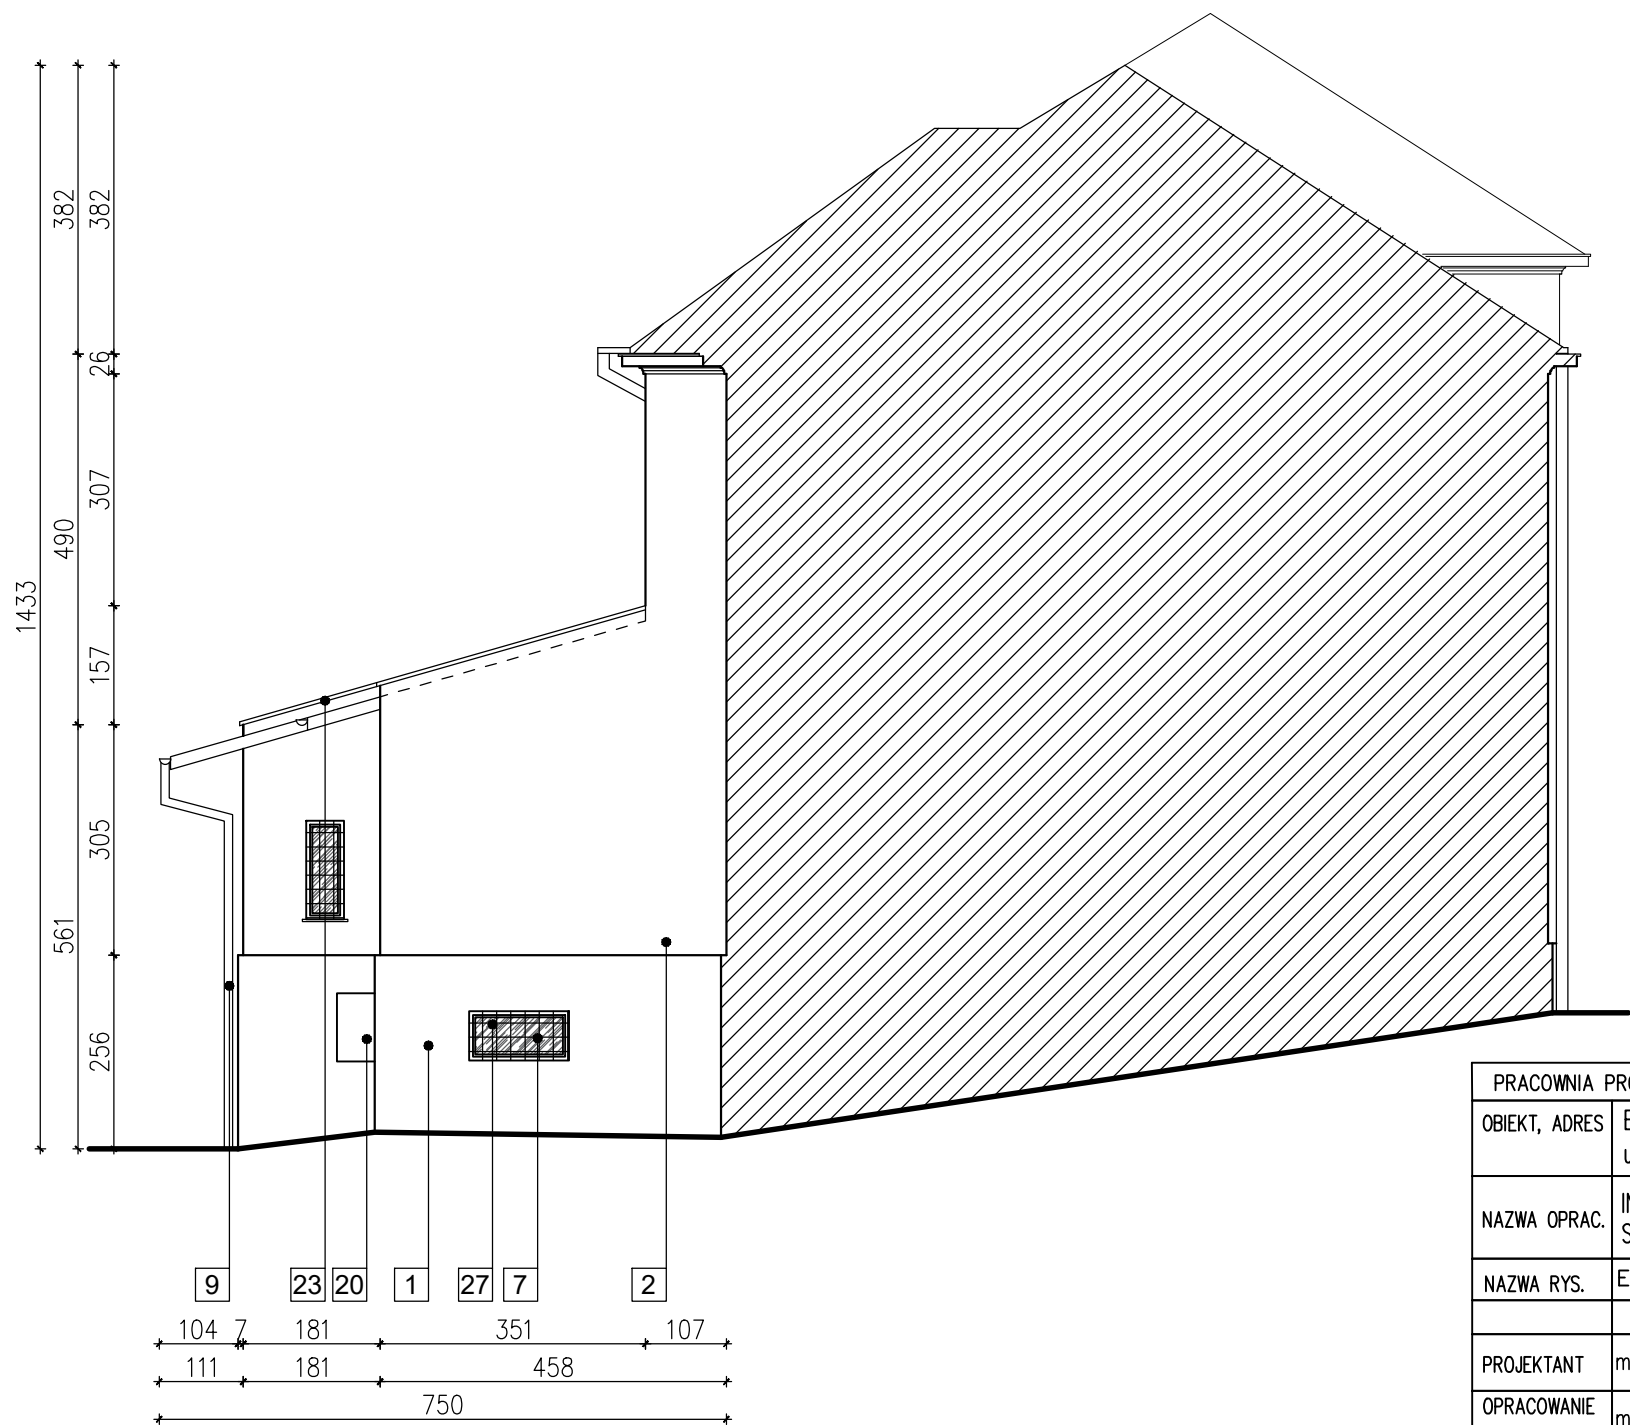 382
382
26
307
490
1433
157
305
561
256
9
23
20
1
27
7
2
104 7 181 351 107
111 181 458
750
OBIEKT, ADRES
NAZWA OPRAC.
NAZWA RYS.
PROJEKTANT
OPRACOWANIE
PRACOWNIA